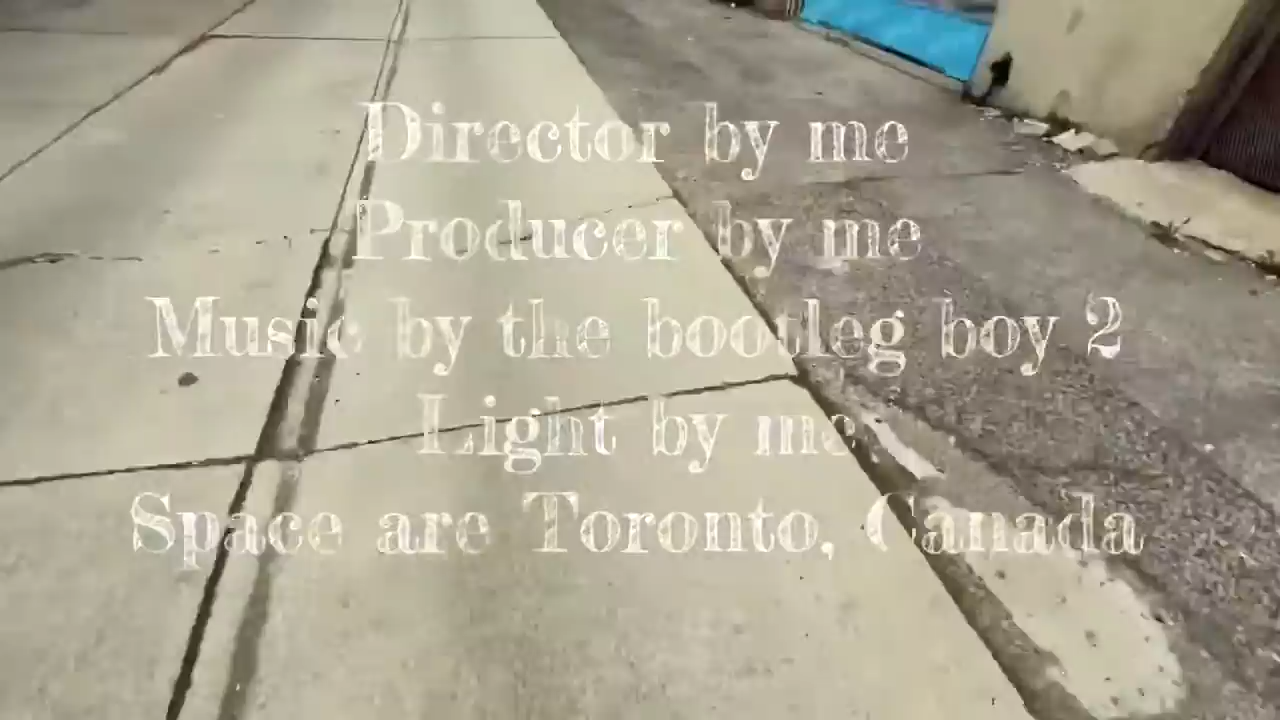 Director by me
Producer by me
Music by the bootleg boy 2
Light by me
Space are Toronto, Canada